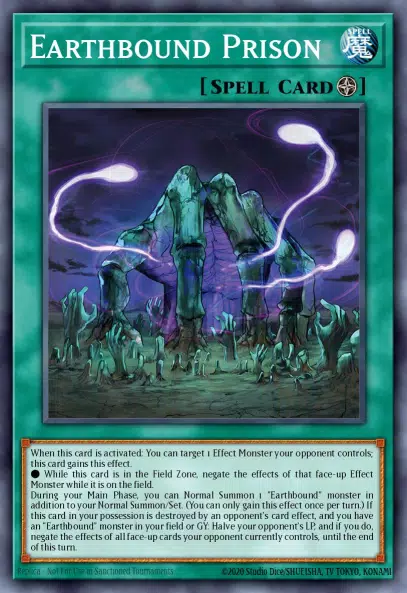 EARTHBOUND PRISON
SPELL
魔
[SPELL CARD]
When this card is activated: You can target 1 Effect Monster your opponent controls;
this card gains this effect.
● While this card is in the Field Zone, negate the effects of that face-up Effect
Monster while it is on the field.
During your Main Phase, you can Normal Summon 1 "Earthbound" monster in
addition to your Normal Summon/Set. (You can only gain this effect once per turn.) If
this card in your possession is destroyed by an opponent's card effect, and you have
an "Earthbound" monster in your field or GY: Halve your opponent's LP, and if you do,
negate the effects of all face-up cards your opponent currently controls, until the end
of this turn.
Replica - Not For Use in Sanctioned Tournaments ©2020 Studio Dice/SHUEISHA, TV TOKYO, KONAMI